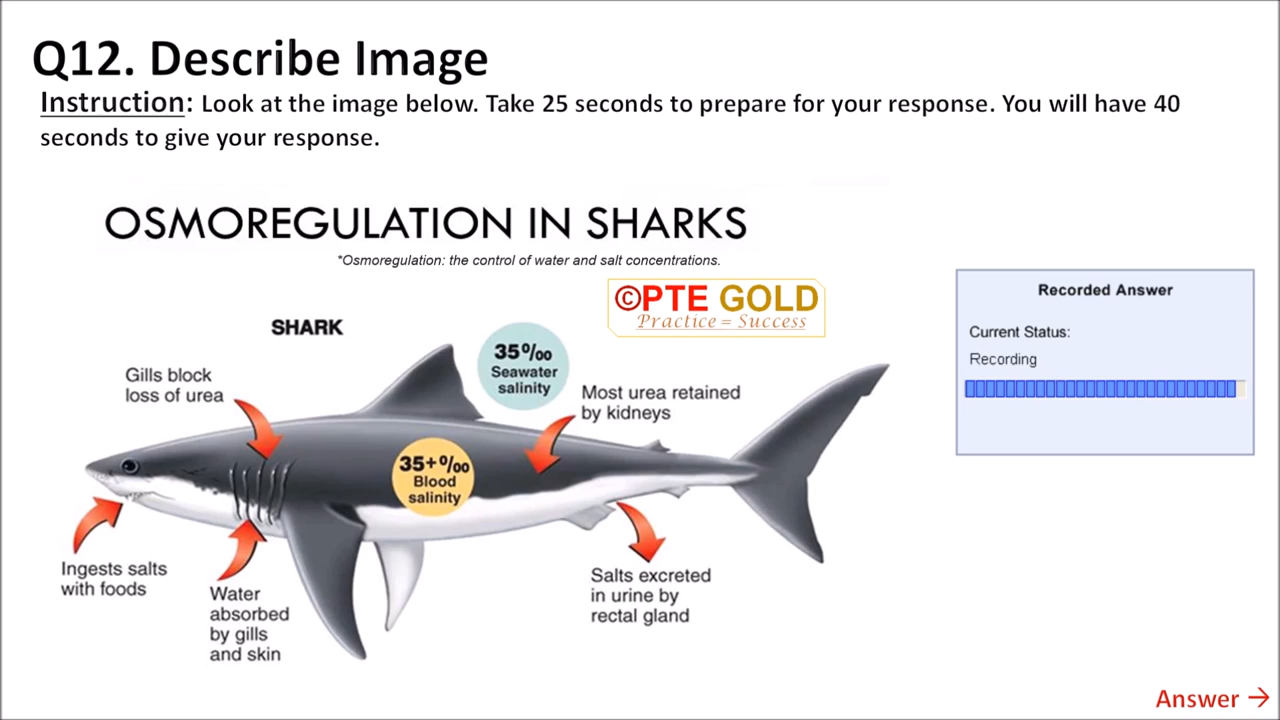 Q12. Describe Image
Instruction: Look at the image below. Take 25 seconds to prepare for your response. You will have 40
seconds to give your response.
OSMOREGULATION IN SHARKS
*Osmoregulation: the control of water and salt concentrations.
©PTE GOLD
Practice = Success
Recorded Answer
Current Status:
Recording
SHARK
35‰
Seawater
salinity
Gills block
loss of urea
Most urea retained
by kidneys
35+‰
Blood
salinity
Ingests salts
with foods
Water
absorbed
by gills
and skin
Salts excreted
in urine by
rectal gland
Answer →